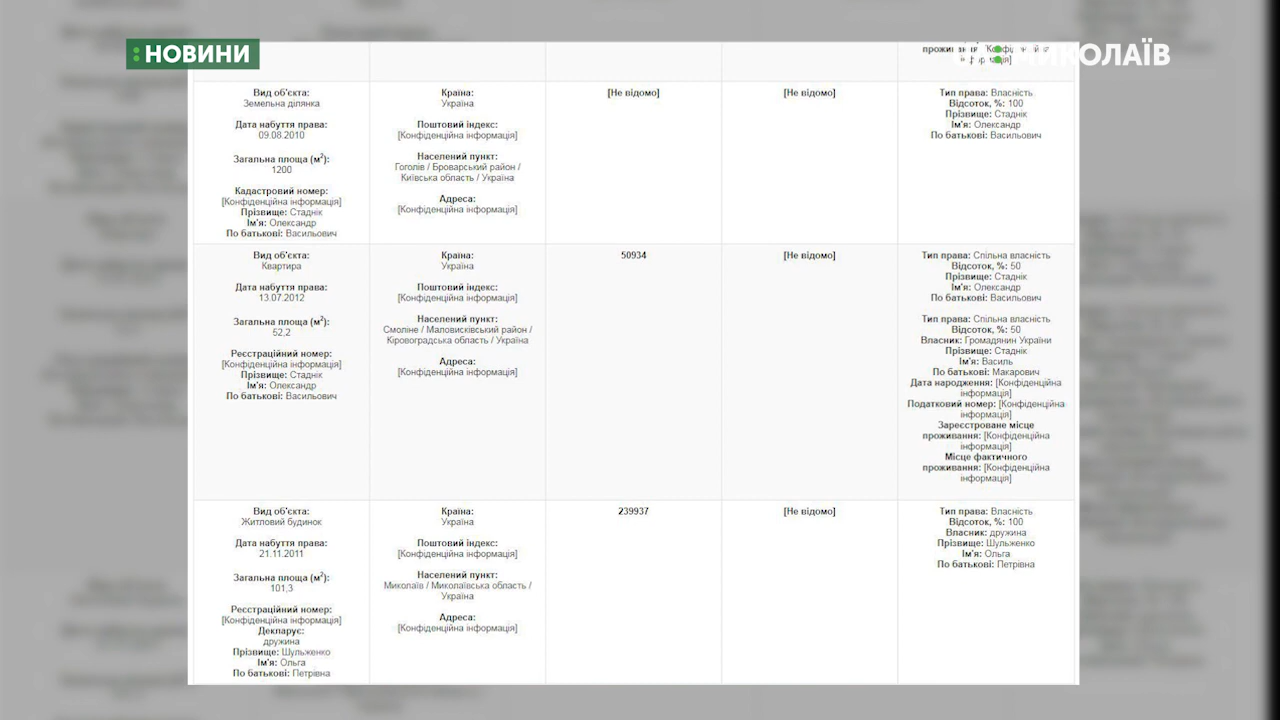 : НОВИНИ
МИКОЛАЇВ
проживання: [Конфіденційна
інформація]
Вид об'єкта:
Земельна ділянка
Дата набуття права:
09.08.2010
Загальна площа (м2):
1200
Кадастровий номер:
[Конфіденційна інформація]
Прізвище: Стаднік
Ім'я: Олександр
По батькові: Васильович
Країна:
Україна
Поштовий індекс:
[Конфіденційна інформація]
Населений пункт:
Гоголів / Броварський район /
Київська область / Україна
Адреса:
[Конфіденційна інформація]
[Не відомо]
[Не відомо]
Тип права: Власність
Відсоток, %: 100
Прізвище: Стаднік
Ім'я: Олександр
По батькові: Васильович
Вид об'єкта:
Квартира
Дата набуття права:
13.07.2012
Загальна площа (м2):
52,2
Реєстраційний номер:
[Конфіденційна інформація]
Прізвище: Стаднік
Ім'я: Олександр
По батькові: Васильович
Країна:
Україна
Поштовий індекс:
[Конфіденційна інформація]
Населений пункт:
Смоліне / Маловисківський район /
Кіровоградська область / Україна
Адреса:
[Конфіденційна інформація]
50934
[Не відомо]
Тип права: Спільна власність
Відсоток, %: 50
Прізвище: Стаднік
Ім'я: Олександр
По батькові: Васильович
Тип права: Спільна власність
Відсоток, %: 50
Власник: Громадянин України
Прізвище: Стаднік
Ім'я: Василь
По батькові: Макарович
Дата народження: [Конфіденційна
інформація]
Податковий номер: [Конфіденційна
інформація]
Зареєстроване місце
проживання: [Конфіденційна
інформація]
Місце фактичного
проживання: [Конфіденційна
інформація]
Вид об'єкта:
Житловий будинок
Дата набуття права:
21.11.2011
Загальна площа (м2):
101,3
Реєстраційний номер:
[Конфіденційна інформація]
Декларує:
дружина
Прізвище: Шульженко
Ім'я: Ольга
По батькові: Петрівна
Країна:
Україна
Поштовий індекс:
[Конфіденційна інформація]
Населений пункт:
Миколаїв / Миколаївська область /
Україна
Адреса:
[Конфіденційна інформація]
239937
[Не відомо]
Тип права: Власність
Відсоток, %: 100
Власник: дружина
Прізвище: Шульженко
Ім'я: Ольга
По батькові: Петрівна